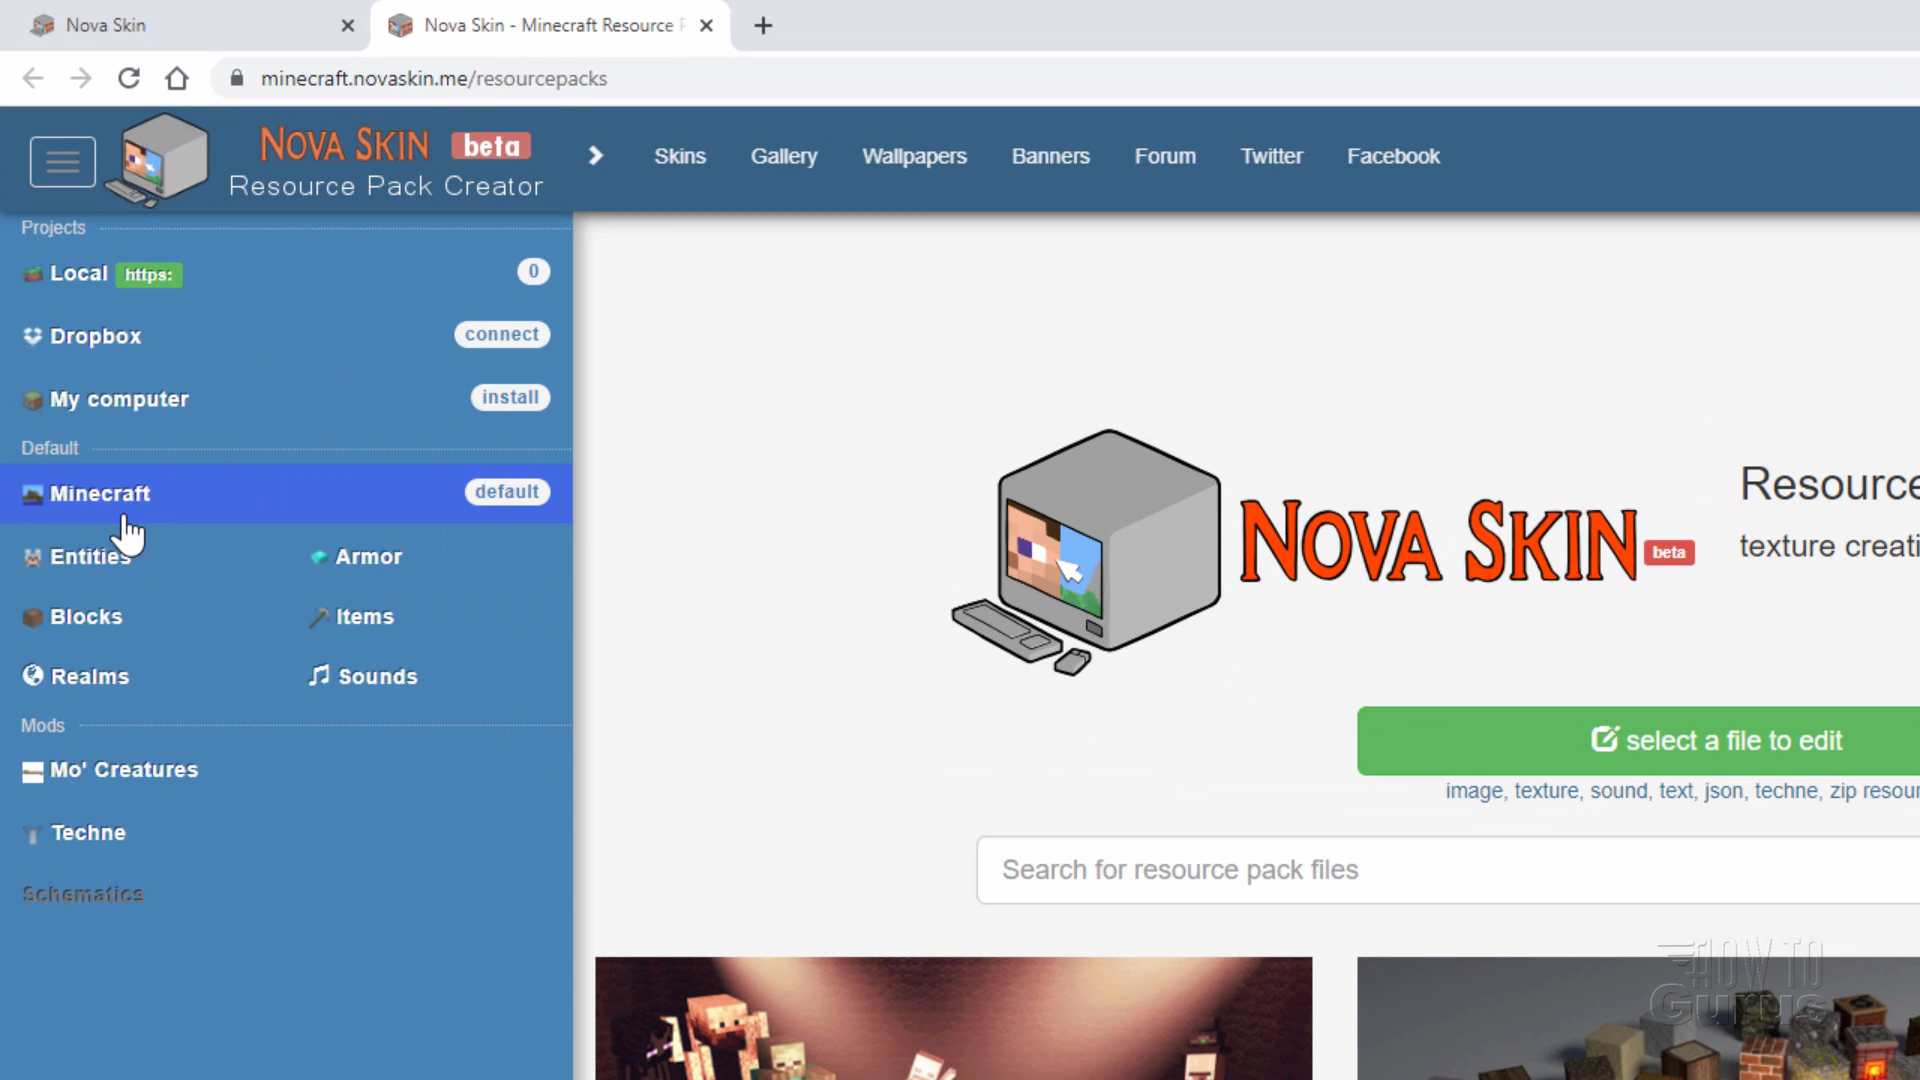 Nova Skin
Nova Skin - Minecraft Resource P
minecraft.novaskin.me/resourcepacks
NOVA SKIN beta
Resource Pack Creator
Skins Gallery Wallpapers Banners Forum Twitter Facebook
Projects
Local https: 0
Dropbox connect
My computer install
Default
Minecraft default
Entities Armor
Blocks Items
Realms Sounds
Mods
Mo' Creatures
Techne
Schematics
NOVA SKIN beta
Resource
texture creati
select a file to edit
image, texture, sound, text, json, techne, zip resour
Search for resource pack files
HOW TO
Gurus